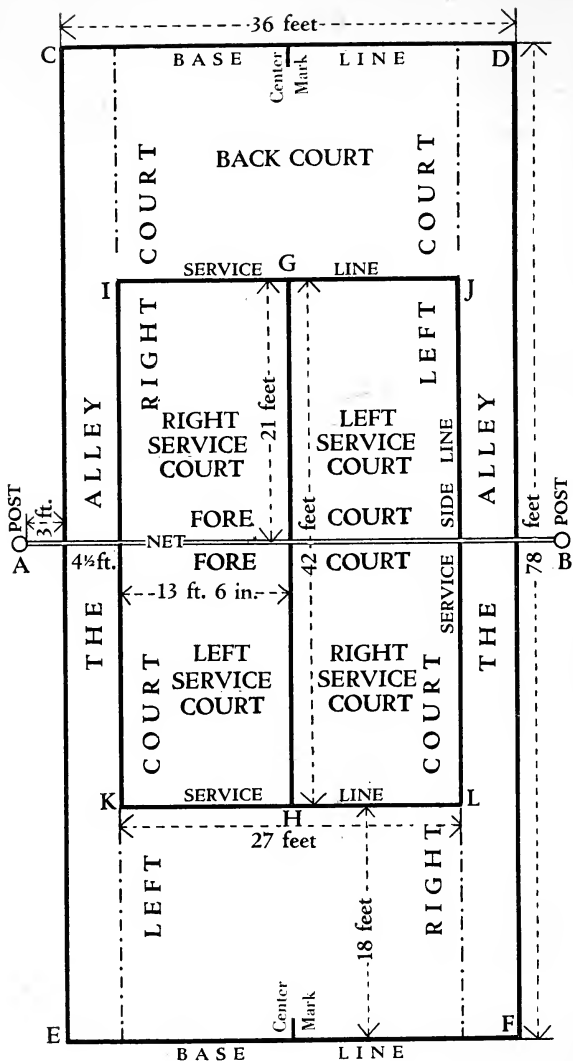 36 feet
C
BASE
LINE
D
Center
Mark
BACK COURT
COURT
COURT
SERVICE
G
LINE
I
J
RIGHT
LEFT
21 feet
RIGHT
SERVICE
COURT
LEFT
SERVICE
COURT
ALLEY
ALLEY
SERVICE SIDE LINE
POST
3 ft.
FORE
COURT
feet
feet
POST
A
NET
B
4½ft.
FORE
COURT
42
78
13 ft. 6 in.
THE
THE
LEFT
SERVICE
COURT
RIGHT
SERVICE
COURT
COURT
COURT
K
SERVICE
LINE
L
H
27 feet
LEFT
RIGHT
18 feet
Center
Mark
E
F
BASE
LINE